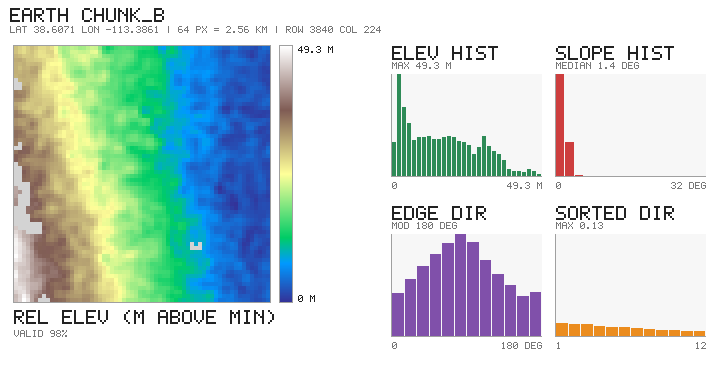 EARTH CHUNK_B
LAT 38.6071 LON -113.3861 | 64 PX = 2.56 KM | ROW 3840 COL 224
49.3 M
0 M
REL ELEV (M ABOVE MIN)
VALID 98%
ELEV HIST
MAX 49.3 M
0 49.3 M
SLOPE HIST
MEDIAN 1.4 DEG
0 32 DEG
EDGE DIR
MOD 180 DEG
0 180 DEG
SORTED DIR
MAX 0.13
1 12